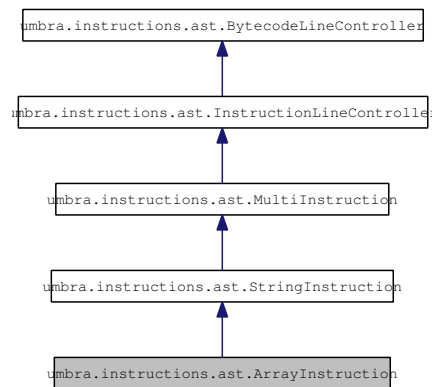 umbra.instructions.ast.BytecodeLineController
umbra.instructions.ast.InstructionLineController
umbra.instructions.ast.MultiInstruction
umbra.instructions.ast.StringInstruction
umbra.instructions.ast.ArrayInstruction